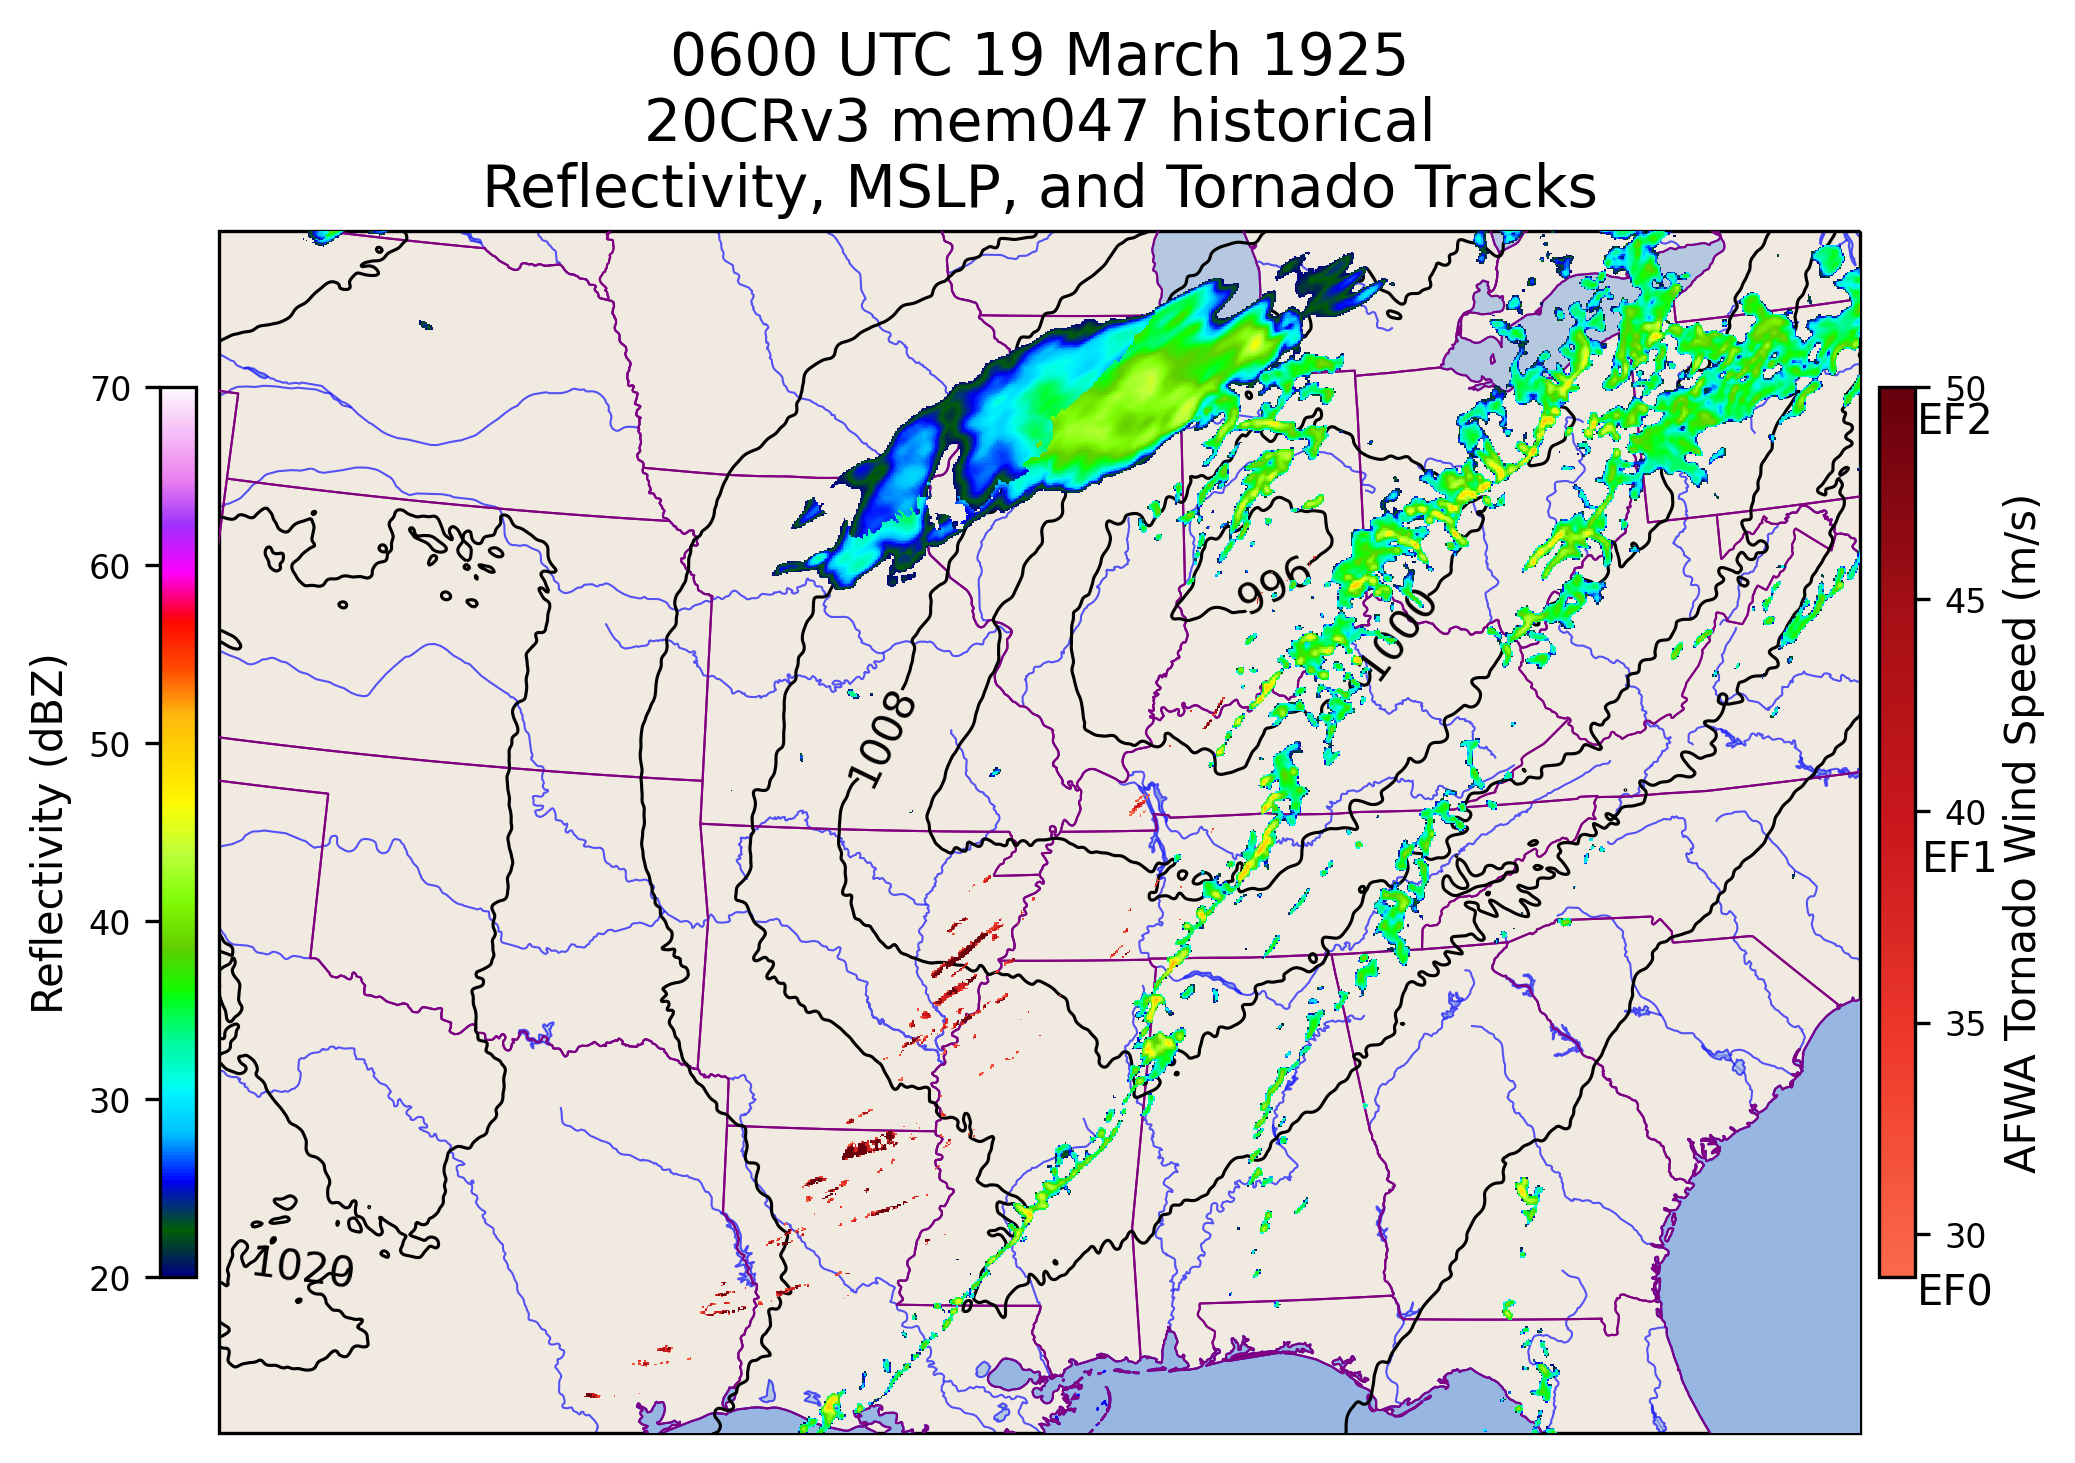 0600 UTC 19 March 1925
20CRv3 mem047 historical
Reflectivity, MSLP, and Tornado Tracks
70
60
50
40
30
20
Reflectivity (dBZ)
996
1000
1008
1020
50
EF2
45
40
EF1
35
30
EF0
AFWA Tornado Wind Speed (m/s)